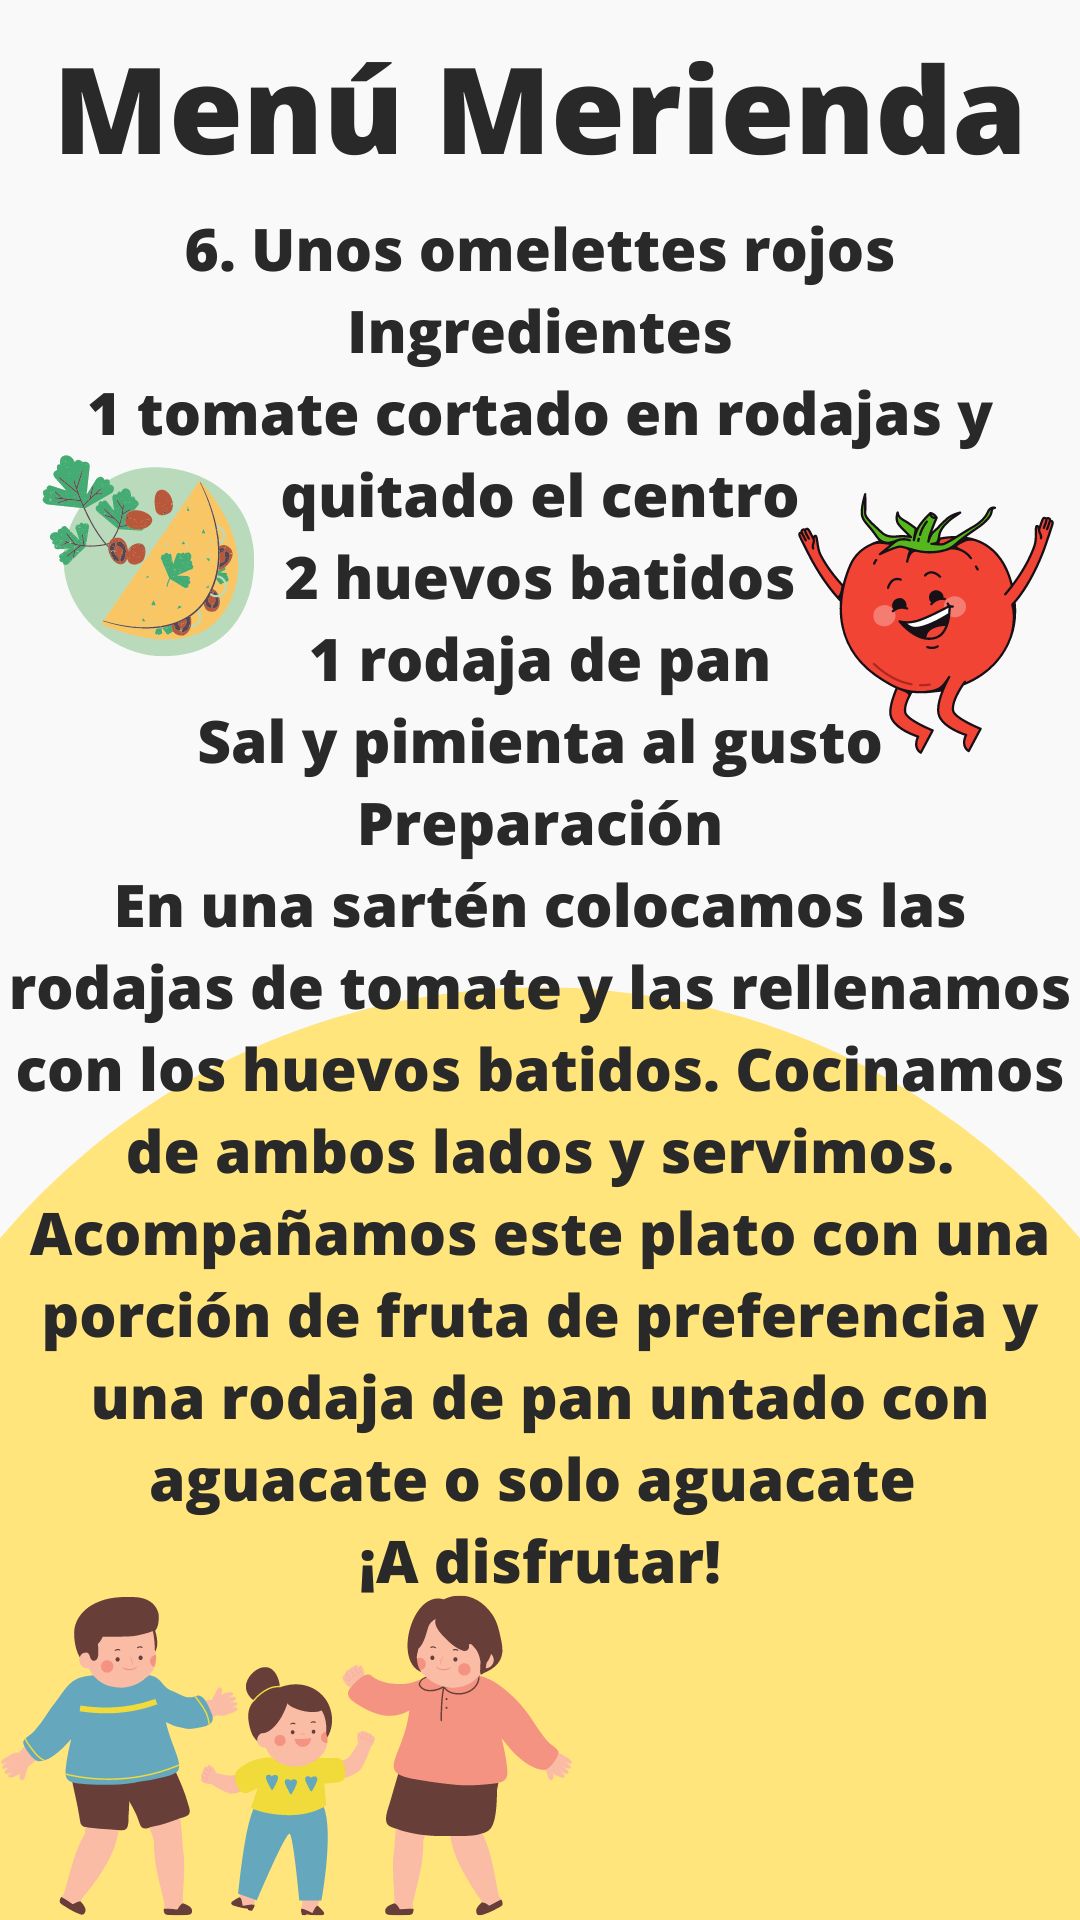 Menú Merienda
6. Unos omelettes rojos
Ingredientes
1 tomate cortado en rodajas y
quitado el centro
2 huevos batidos
1 rodaja de pan
Sal y pimienta al gusto
Preparación
En una sartén colocamos las
rodajas de tomate y las rellenamos
con los huevos batidos. Cocinamos
de ambos lados y servimos.
Acompañamos este plato con una
porción de fruta de preferencia y
una rodaja de pan untado con
aguacate o solo aguacate
¡A disfrutar!